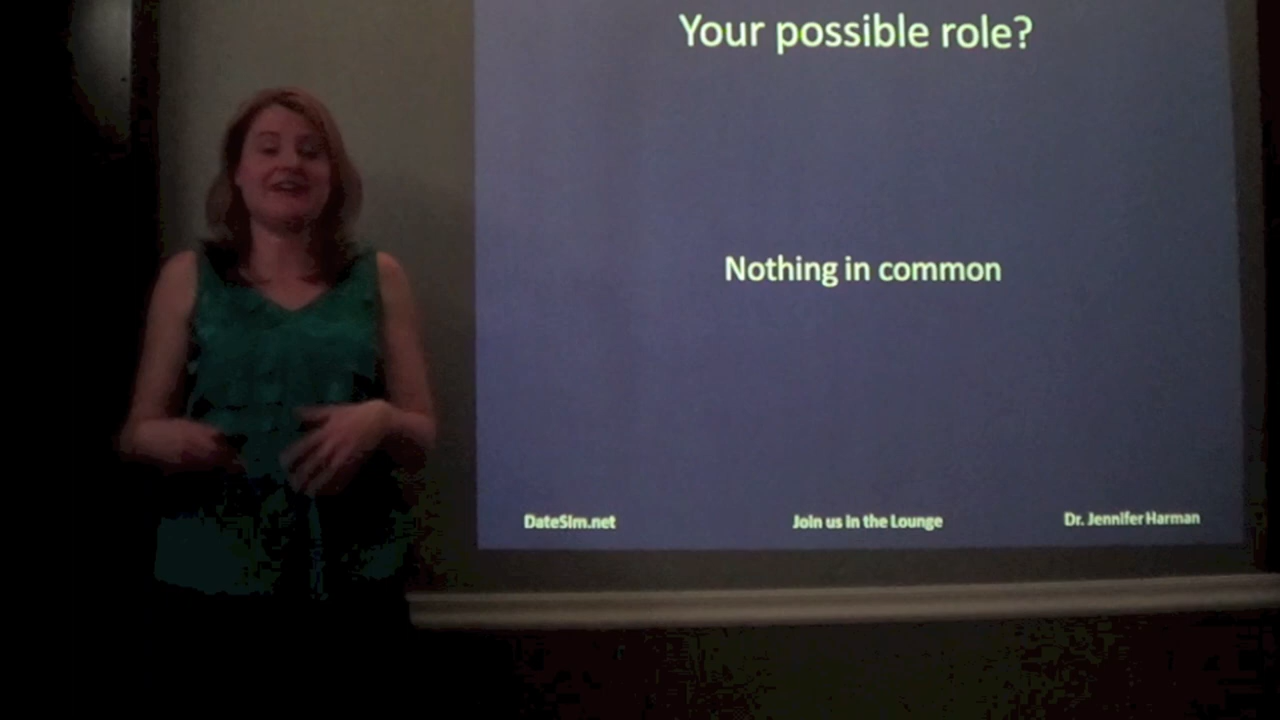 Your possible role?
Nothing in common
DateSim.net
Join us in the Lounge
Dr. Jennifer Harman